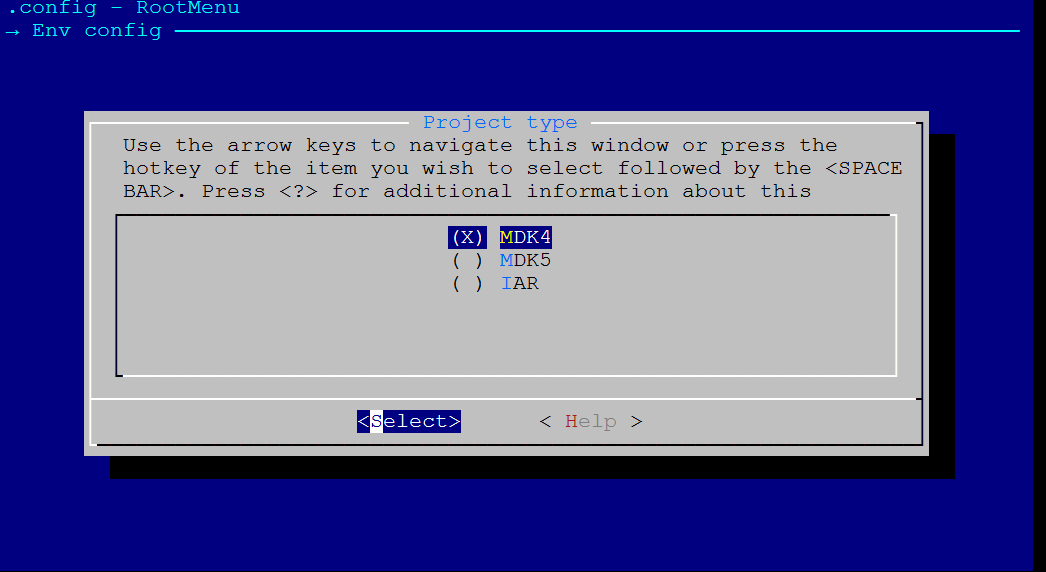 .config - RootMenu
→ Env config
Project type
Use the arrow keys to navigate this window or press the
hotkey of the item you wish to select followed by the <SPACE
BAR>. Press <?> for additional information about this
(X) MDK4
( ) MDK5
( ) IAR
<Select> < Help >